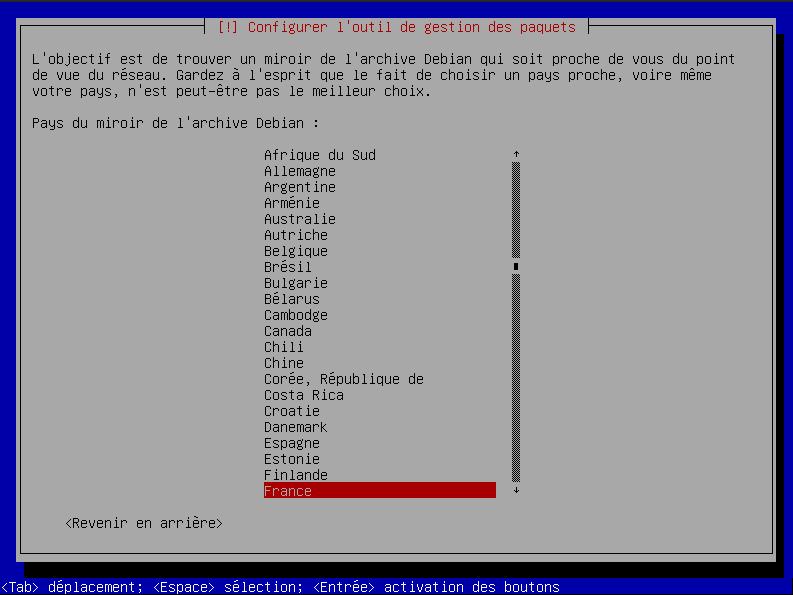 [!] Configurer l'outil de gestion des paquets
L'objectif est de trouver un miroir de l'archive Debian qui soit proche de vous du point
de vue du réseau. Gardez à l'esprit que le fait de choisir un pays proche, voire même
votre pays, n'est peut-être pas le meilleur choix.
Pays du miroir de l'archive Debian :
Afrique du Sud
Allemagne
Argentine
Arménie
Australie
Autriche
Belgique
Brésil
Bulgarie
Bélarus
Cambodge
Canada
Chili
Chine
Corée, République de
Costa Rica
Croatie
Danemark
Espagne
Estonie
Finlande
France
<Revenir en arrière>
<Tab> déplacement; <Espace> sélection; <Entrée> activation des boutons